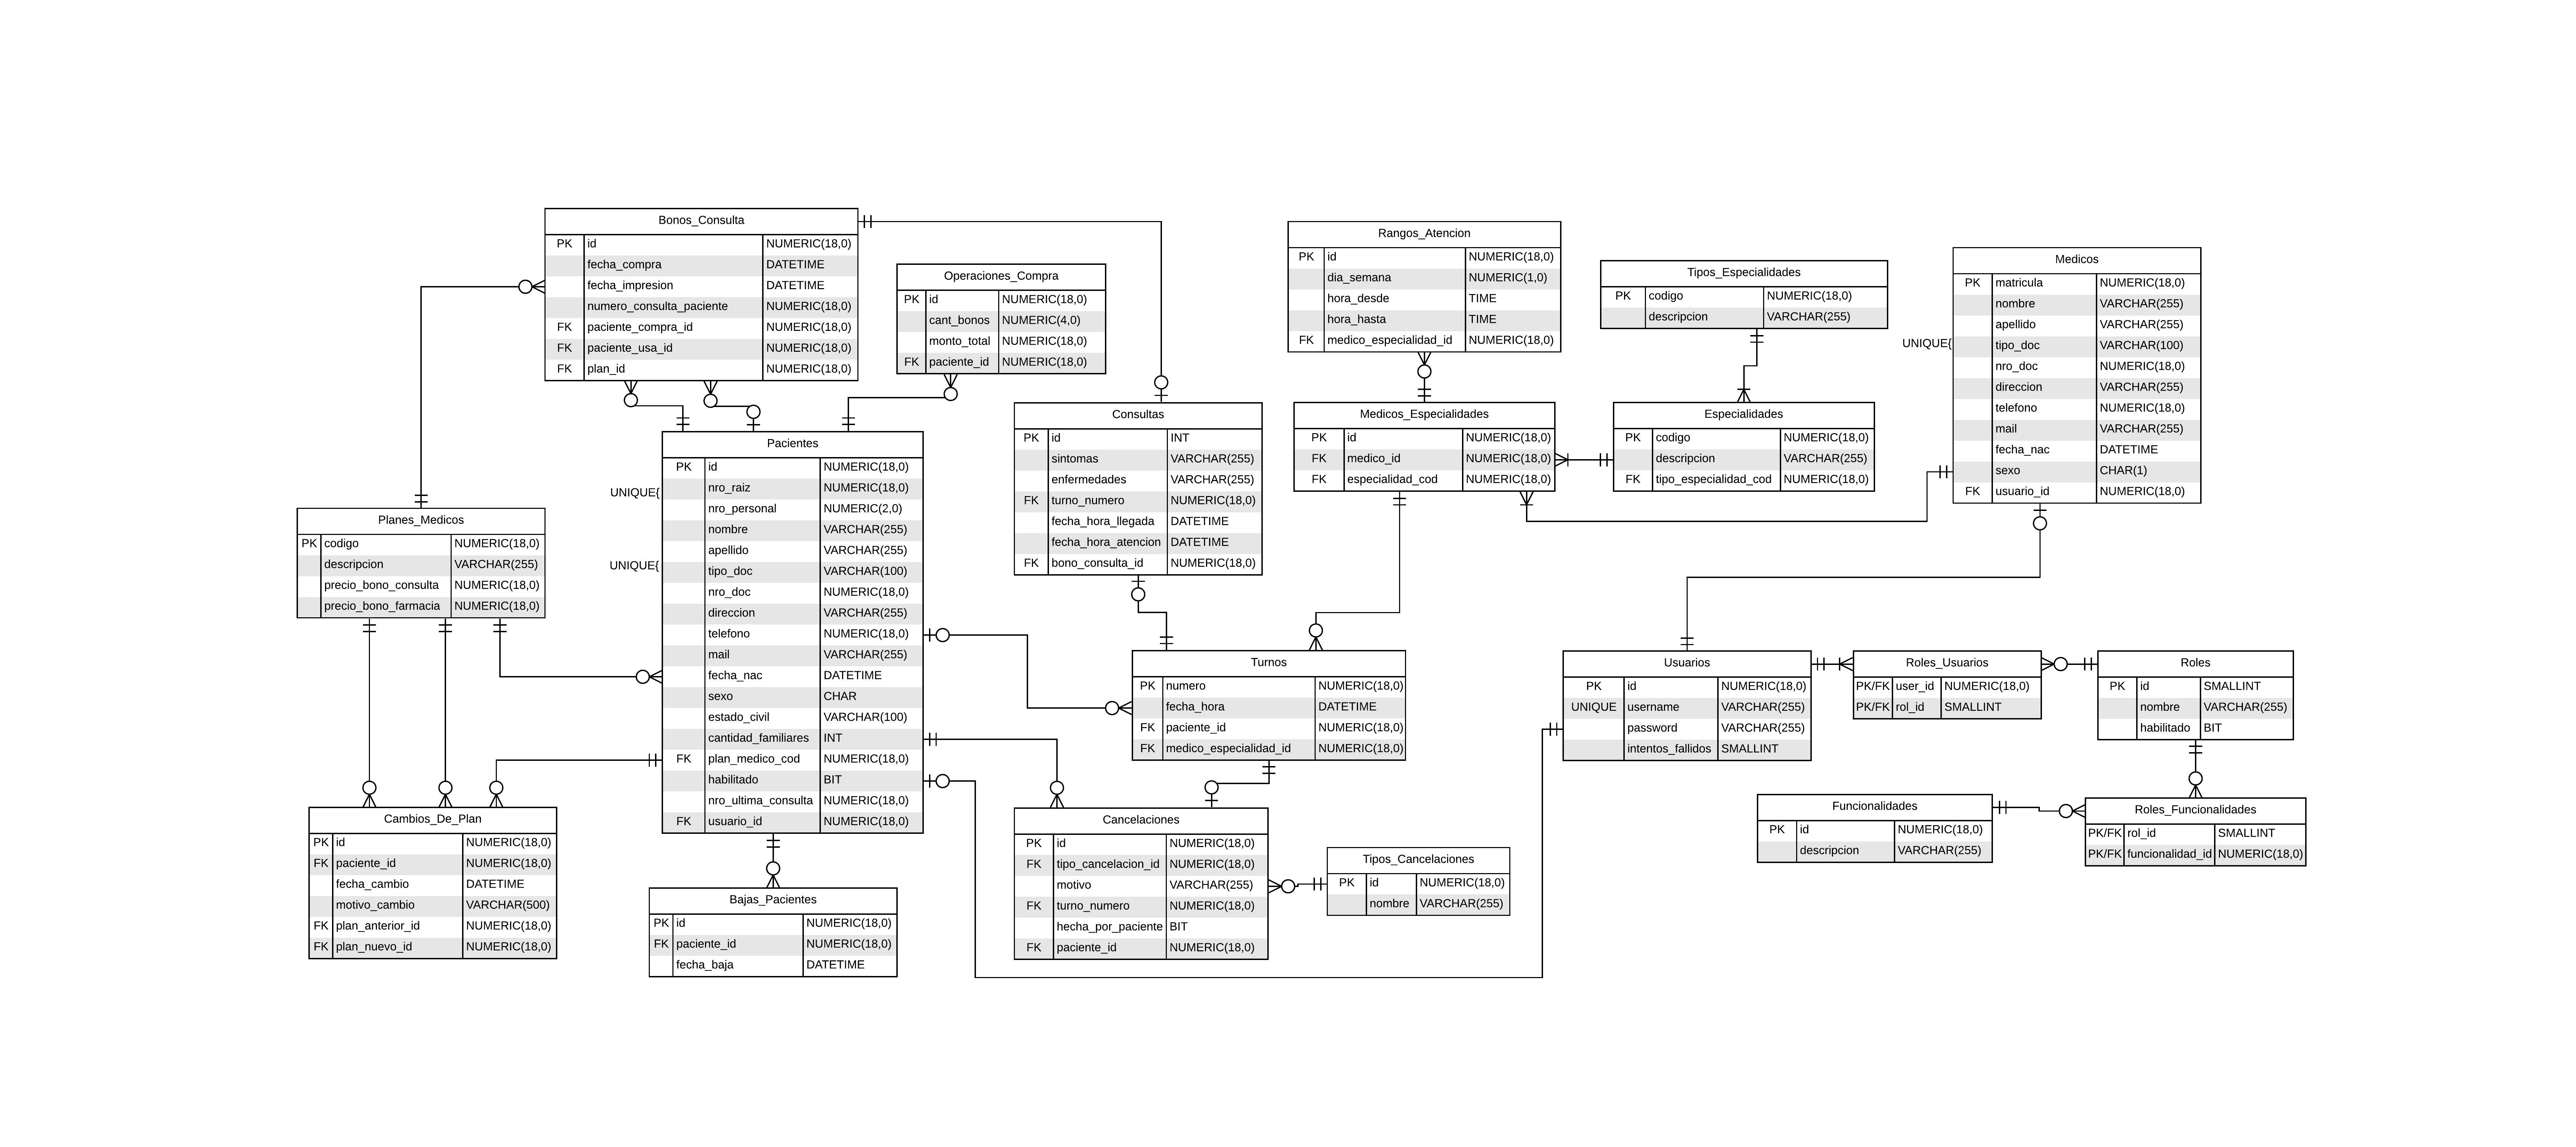 Bonos_Consulta
PK id NUMERIC(18,0)
fecha_compra DATETIME
fecha_impresion DATETIME
numero_consulta_paciente NUMERIC(18,0)
FK paciente_compra_id NUMERIC(18,0)
FK paciente_usa_id NUMERIC(18,0)
FK plan_id NUMERIC(18,0)
Operaciones_Compra
PK id NUMERIC(18,0)
cant_bonos NUMERIC(4,0)
monto_total NUMERIC(18,0)
FK paciente_id NUMERIC(18,0)
Rangos_Atencion
PK id NUMERIC(18,0)
dia_semana NUMERIC(1,0)
hora_desde TIME
hora_hasta TIME
FK medico_especialidad_id NUMERIC(18,0)
Tipos_Especialidades
PK codigo NUMERIC(18,0)
descripcion VARCHAR(255)
Medicos
PK matricula NUMERIC(18,0)
nombre VARCHAR(255)
apellido VARCHAR(255)
UNIQUE{ tipo_doc VARCHAR(100)
nro_doc NUMERIC(18,0)
direccion VARCHAR(255)
telefono NUMERIC(18,0)
mail VARCHAR(255)
fecha_nac DATETIME
sexo CHAR(1)
FK usuario_id NUMERIC(18,0)
Consultas
PK id INT
sintomas VARCHAR(255)
enfermedades VARCHAR(255)
FK turno_numero NUMERIC(18,0)
fecha_hora_llegada DATETIME
fecha_hora_atencion DATETIME
FK bono_consulta_id NUMERIC(18,0)
Medicos_Especialidades
PK id NUMERIC(18,0)
FK medico_id NUMERIC(18,0)
FK especialidad_cod NUMERIC(18,0)
Especialidades
PK codigo NUMERIC(18,0)
descripcion VARCHAR(255)
FK tipo_especialidad_cod NUMERIC(18,0)
Pacientes
PK id NUMERIC(18,0)
UNIQUE{ nro_raiz NUMERIC(18,0)
nro_personal NUMERIC(2,0)
nombre VARCHAR(255)
apellido VARCHAR(255)
UNIQUE{ tipo_doc VARCHAR(100)
nro_doc NUMERIC(18,0)
direccion VARCHAR(255)
telefono NUMERIC(18,0)
mail VARCHAR(255)
fecha_nac DATETIME
sexo CHAR
estado_civil VARCHAR(100)
cantidad_familiares INT
FK plan_medico_cod NUMERIC(18,0)
habilitado BIT
nro_ultima_consulta NUMERIC(18,0)
FK usuario_id NUMERIC(18,0)
Planes_Medicos
PK codigo NUMERIC(18,0)
descripcion VARCHAR(255)
precio_bono_consulta NUMERIC(18,0)
precio_bono_farmacia NUMERIC(18,0)
Turnos
PK numero NUMERIC(18,0)
fecha_hora DATETIME
FK paciente_id NUMERIC(18,0)
FK medico_especialidad_id NUMERIC(18,0)
Usuarios
PK id NUMERIC(18,0)
UNIQUE username VARCHAR(255)
password VARCHAR(255)
intentos_fallidos SMALLINT
Roles_Usuarios
PK/FK user_id NUMERIC(18,0)
PK/FK rol_id SMALLINT
Roles
PK id SMALLINT
nombre VARCHAR(255)
habilitado BIT
Cambios_De_Plan
PK id NUMERIC(18,0)
FK paciente_id NUMERIC(18,0)
fecha_cambio DATETIME
motivo_cambio VARCHAR(500)
FK plan_anterior_id NUMERIC(18,0)
FK plan_nuevo_id NUMERIC(18,0)
Bajas_Pacientes
PK id NUMERIC(18,0)
FK paciente_id NUMERIC(18,0)
fecha_baja DATETIME
Cancelaciones
PK id NUMERIC(18,0)
FK tipo_cancelacion_id NUMERIC(18,0)
motivo VARCHAR(255)
FK turno_numero NUMERIC(18,0)
hecha_por_paciente BIT
FK paciente_id NUMERIC(18,0)
Tipos_Cancelaciones
PK id NUMERIC(18,0)
nombre VARCHAR(255)
Funcionalidades
PK id NUMERIC(18,0)
descripcion VARCHAR(255)
Roles_Funcionalidades
PK/FK rol_id SMALLINT
PK/FK funcionalidad_id NUMERIC(18,0)